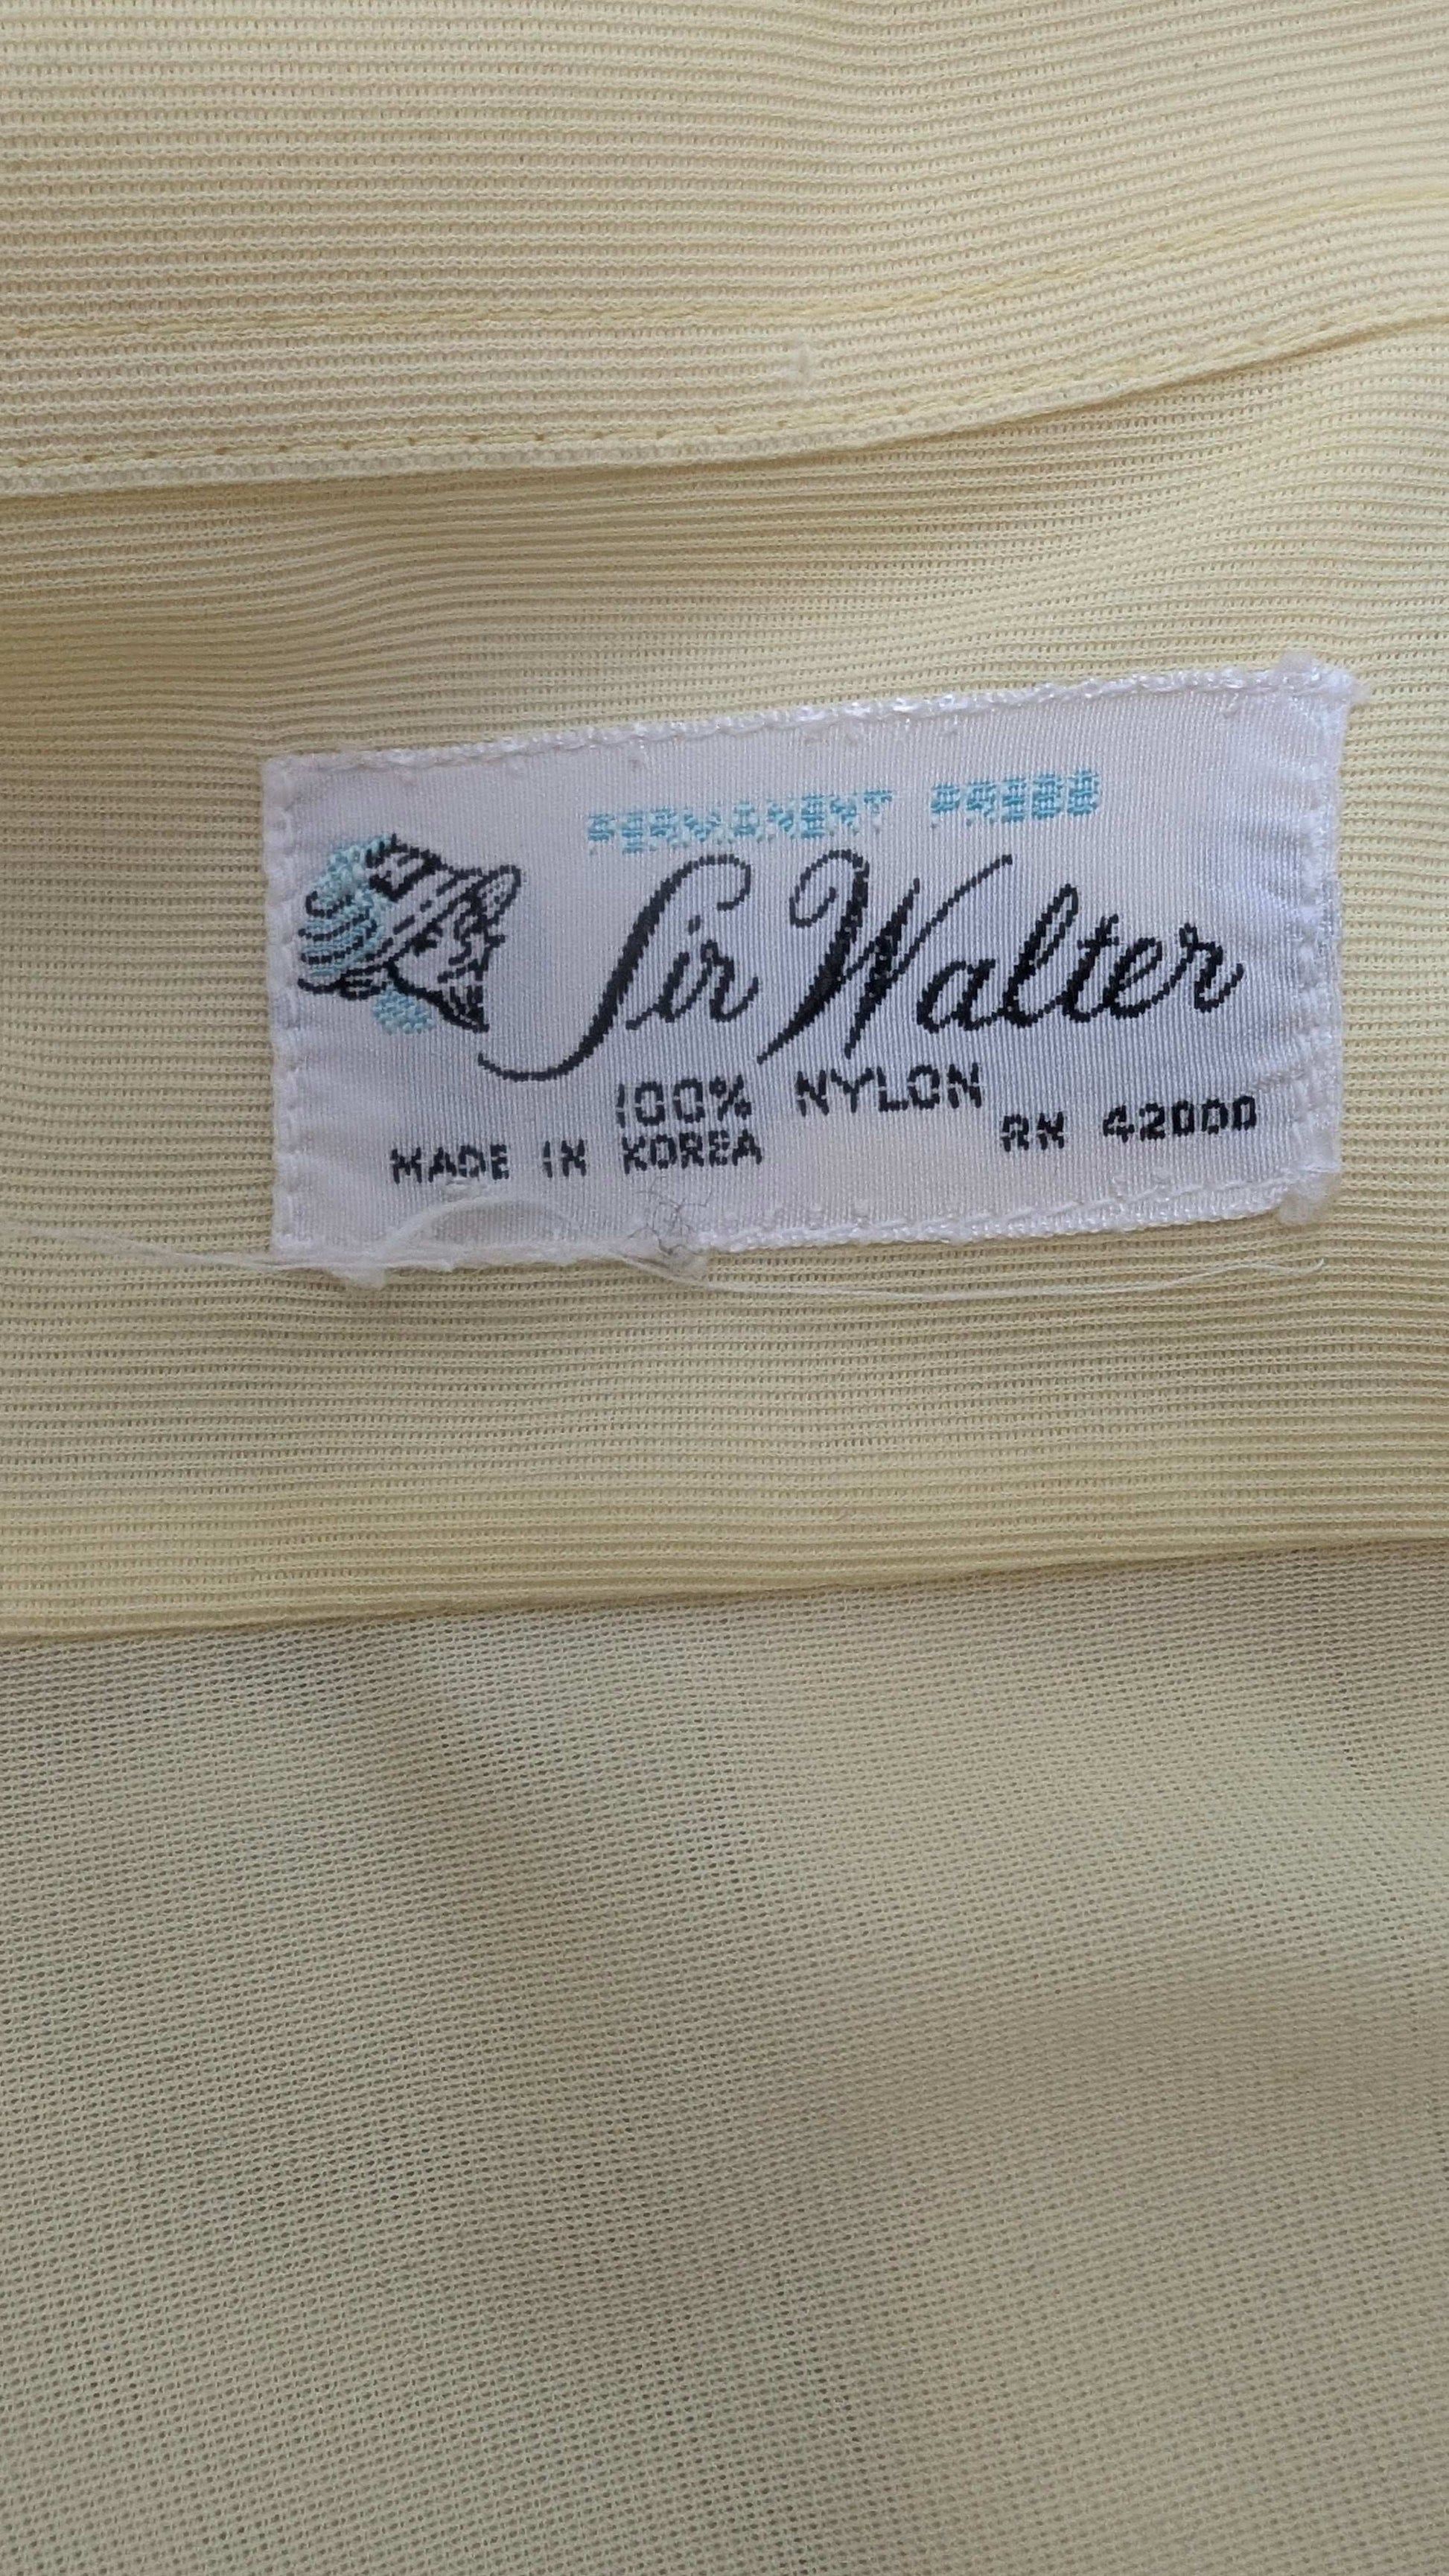 PERMANENT PRESS
Sir Walter
100% NYLON
MADE IN KOREA
RN 42000